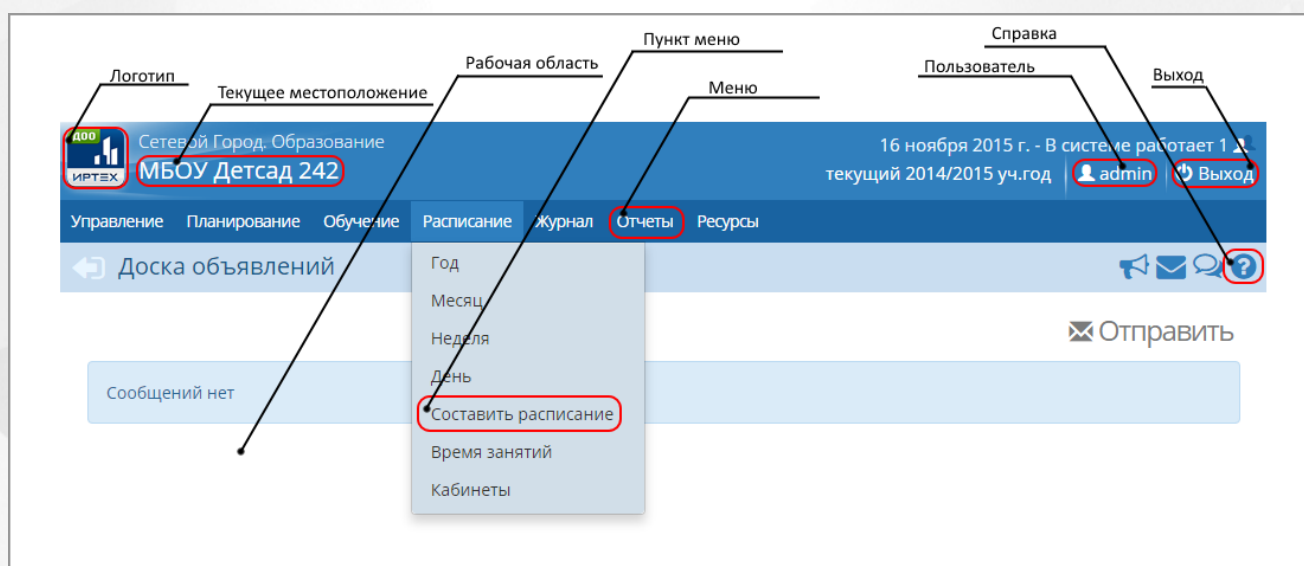 Пункт меню
Справка
Рабочая область
Пользователь
Логотип
Выход
Текущее местоположение
Меню
ДОО
ИРТЕХ
Сетевой Город. Образование
МБОУ Детсад 242
16 ноября 2015 г. - В системе работает 1
текущий 2014/2015 уч.год admin Выход
Управление Планирование Обучение Расписание Журнал Отчеты Ресурсы
Доска объявлений
Год
Месяц
Неделя
День
Составить расписание
Время занятий
Кабинеты
?
Отправить
Сообщений нет